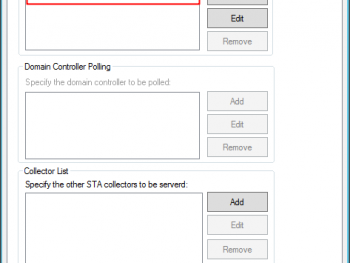 Edit
Remove
Domain Controller Polling
Specify the domain controller to be polled.
Add
Edit
Remove
Collector List
Specify the other STA collectors to be serverd:
Add
Edit
Remove